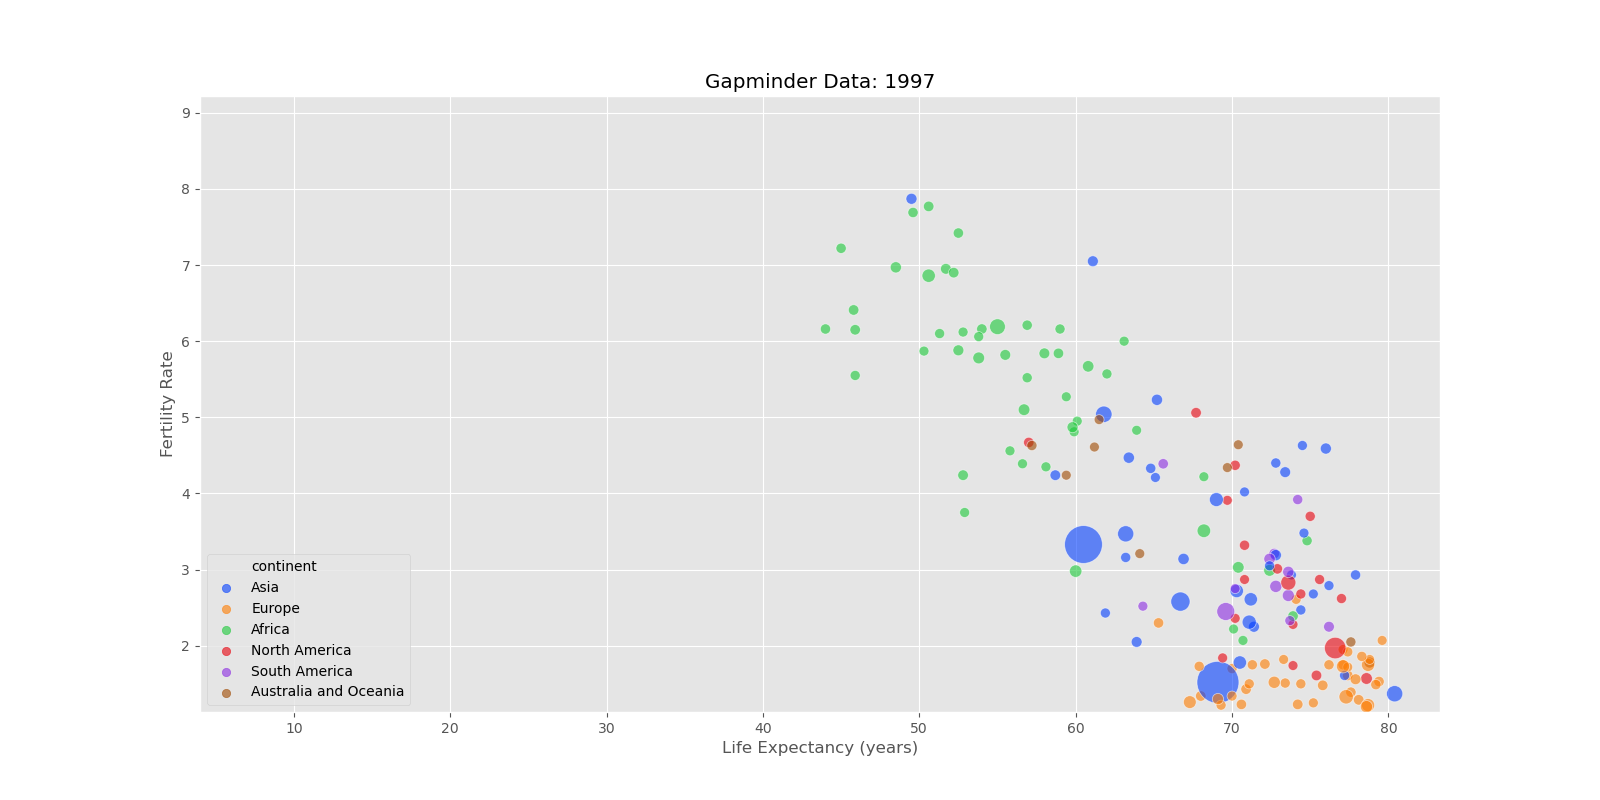 Gapminder Data: 1997
9
8
7
6
5
4
3
2
Fertility Rate
continent
Asia
Europe
Africa
North America
South America
Australia and Oceania
10 20 30 40 50 60 70 80
Life Expectancy (years)